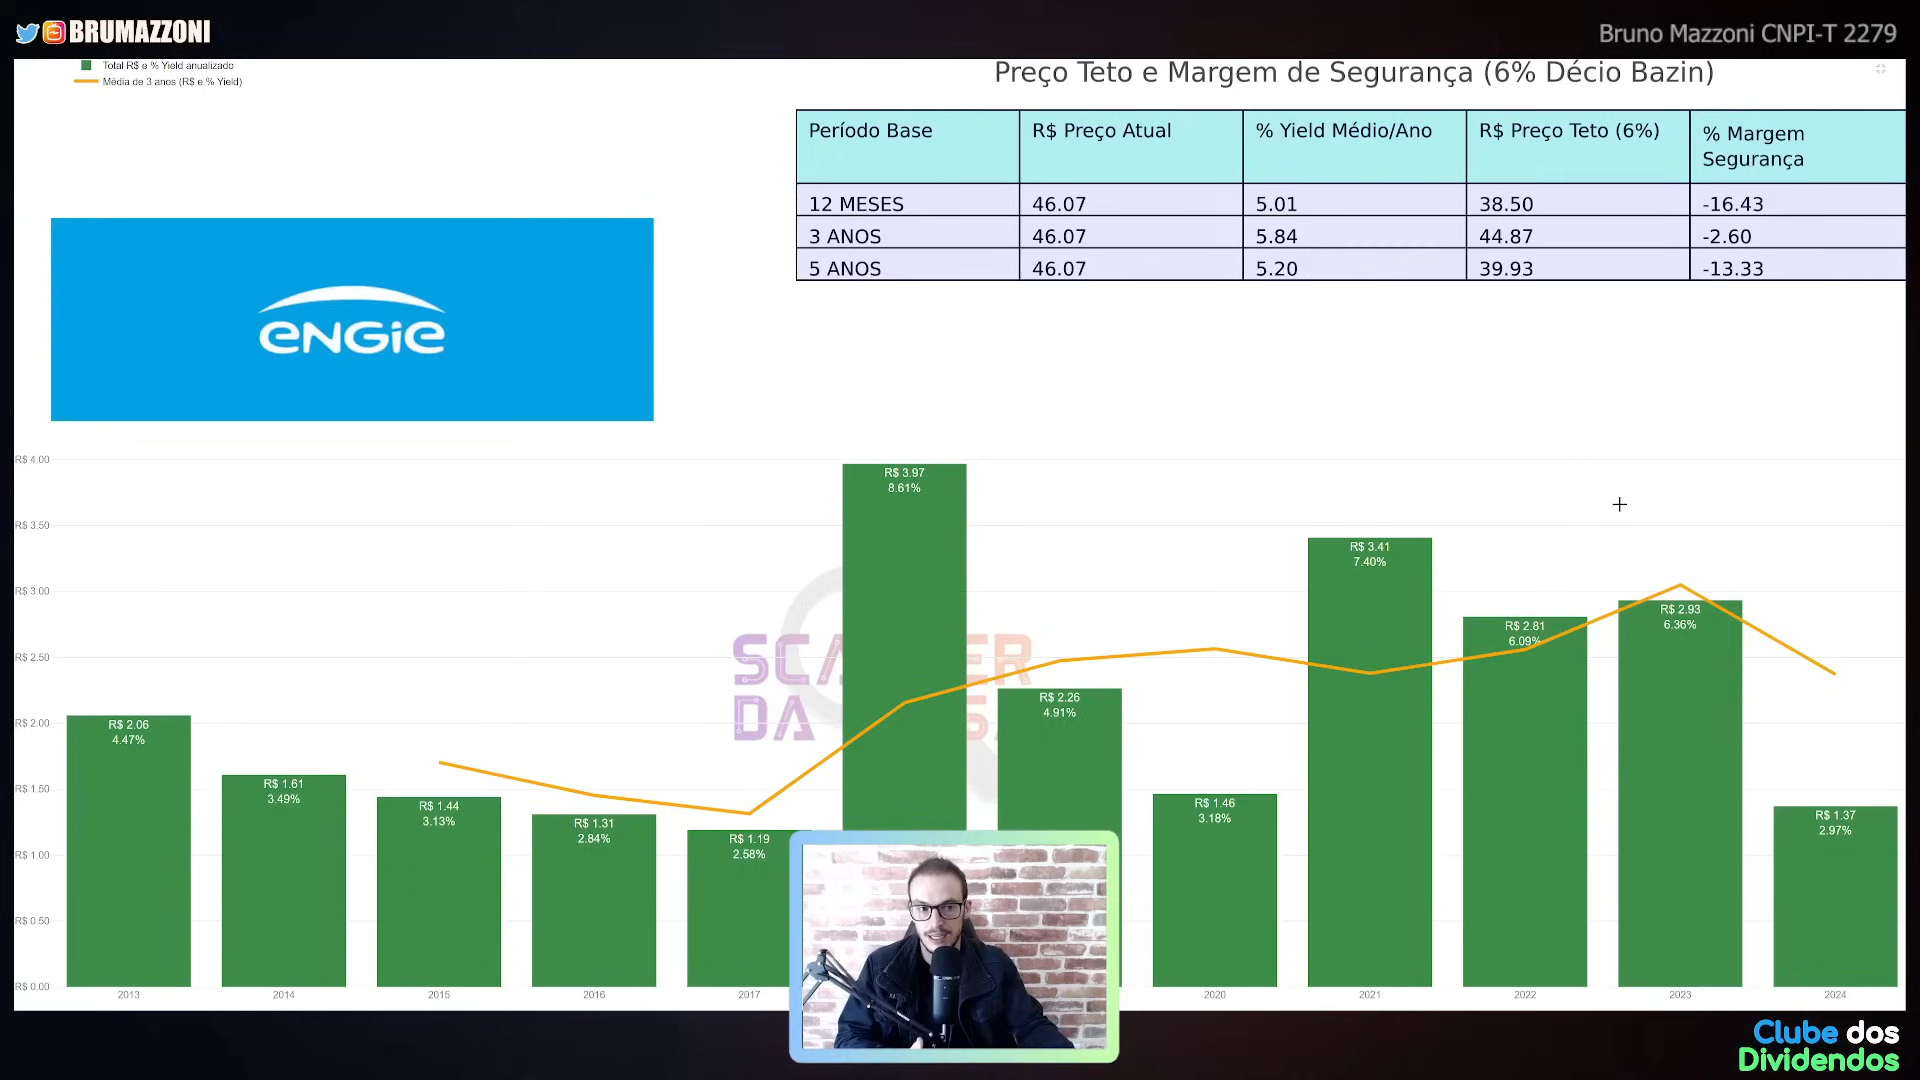 BRUMAZZONI
Bruno Mazzoni CNPI-T 2279
Total R$ e % Yield anualizado
Média de 3 anos (R$ e % Yield)
Preço Teto e Margem de Segurança (6% Décio Bazin)
Período Base R$ Preço Atual % Yield Médio/Ano R$ Preço Teto (6%) % Margem Segurança
12 MESES 46.07 5.01 38.50 -16.43
3 ANOS 46.07 5.84 44.87 -2.60
5 ANOS 46.07 5.20 39.93 -13.33
ENGIE
R$ 4.00
R$ 3.50
R$ 3.00
R$ 2.50
R$ 2.00
R$ 1.50
R$ 1.00
R$ 0.50
R$ 0.00
R$ 2.06
4.47%
R$ 1.61
3.49%
R$ 1.44
3.13%
R$ 1.31
2.84%
R$ 1.19
2.58%
R$ 3.97
8.61%
R$ 2.26
4.91%
R$ 1.46
3.18%
R$ 3.41
7.40%
R$ 2.81
6.09%
R$ 2.93
6.36%
R$ 1.37
2.97%
DA
2013 2014 2015 2016 2017 2020 2021 2022 2023 2024
Clube dos
Dividendos